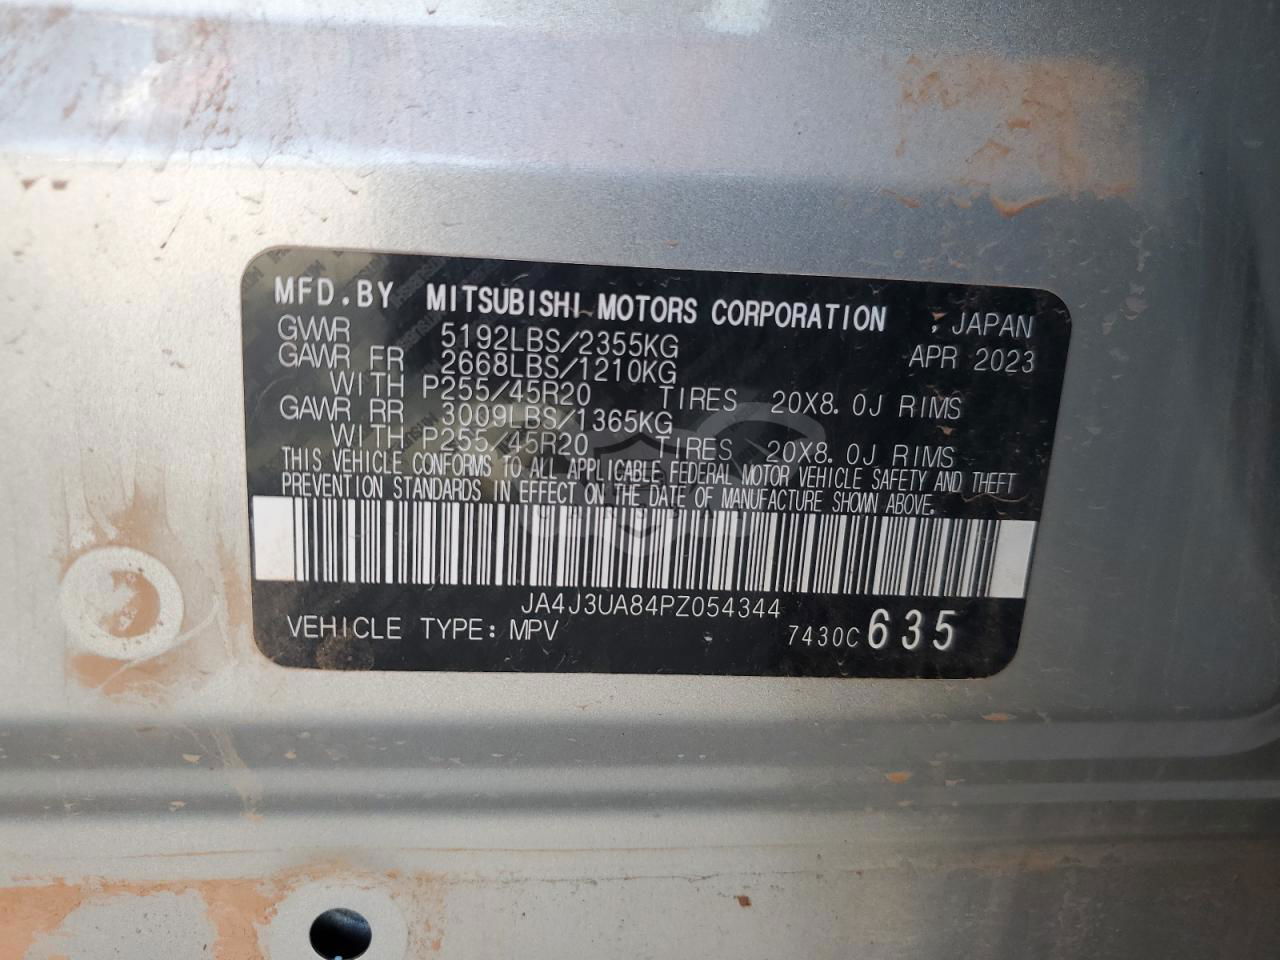 MFD.BY MITSUBISHI MOTORS CORPORATION , JAPAN
GVWR 5192LBS/2355KG APR 2023
GAWR FR 2668LBS/1210KG
WITH P255/45R20 TIRES 20X8.0J RIMS
GAWR RR 3009LBS/1365KG
WITH P255/45R20 TIRES 20X8.0J RIMS
THIS VEHICLE CONFORMS TO ALL APPLICABLE FEDERAL MOTOR VEHICLE SAFETY AND THEFT
PREVENTION STANDARDS IN EFFECT ON THE DATE OF MANUFACTURE SHOWN ABOVE.
JA4J3UA84PZ054344
VEHICLE TYPE: MPV 7430C 635